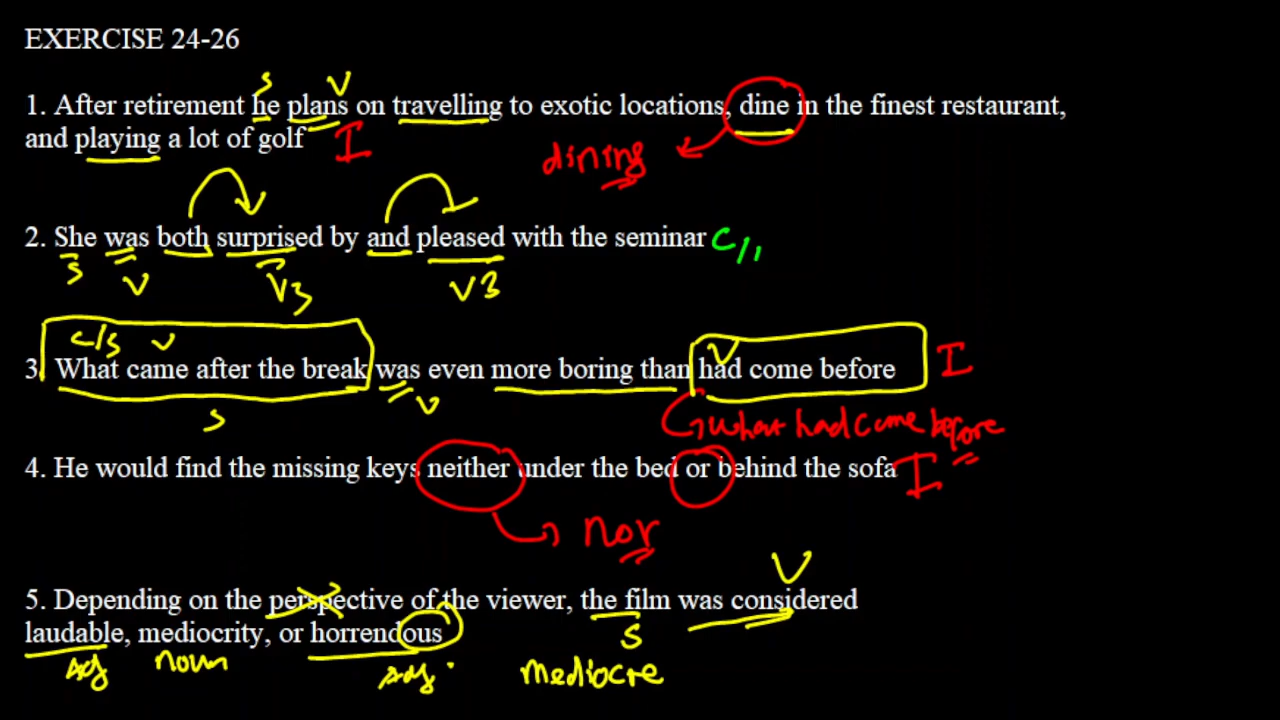 EXERCISE 24-26
s V
1. After retirement he plans on travelling to exotic locations, dine in the finest restaurant,
and playing a lot of golf I
dining
2. She was both surprised by and pleased with the seminar C//
s V V3 V3
c/s v V
3. What came after the break was even more boring than had come before I
s v what had come before
4. He would find the missing keys neither under the bed or behind the sofa I
nor
V
5. Depending on the perspective of the viewer, the film was considered
laudable, mediocrity, or horrendous s
Adj noun Adj. mediocre